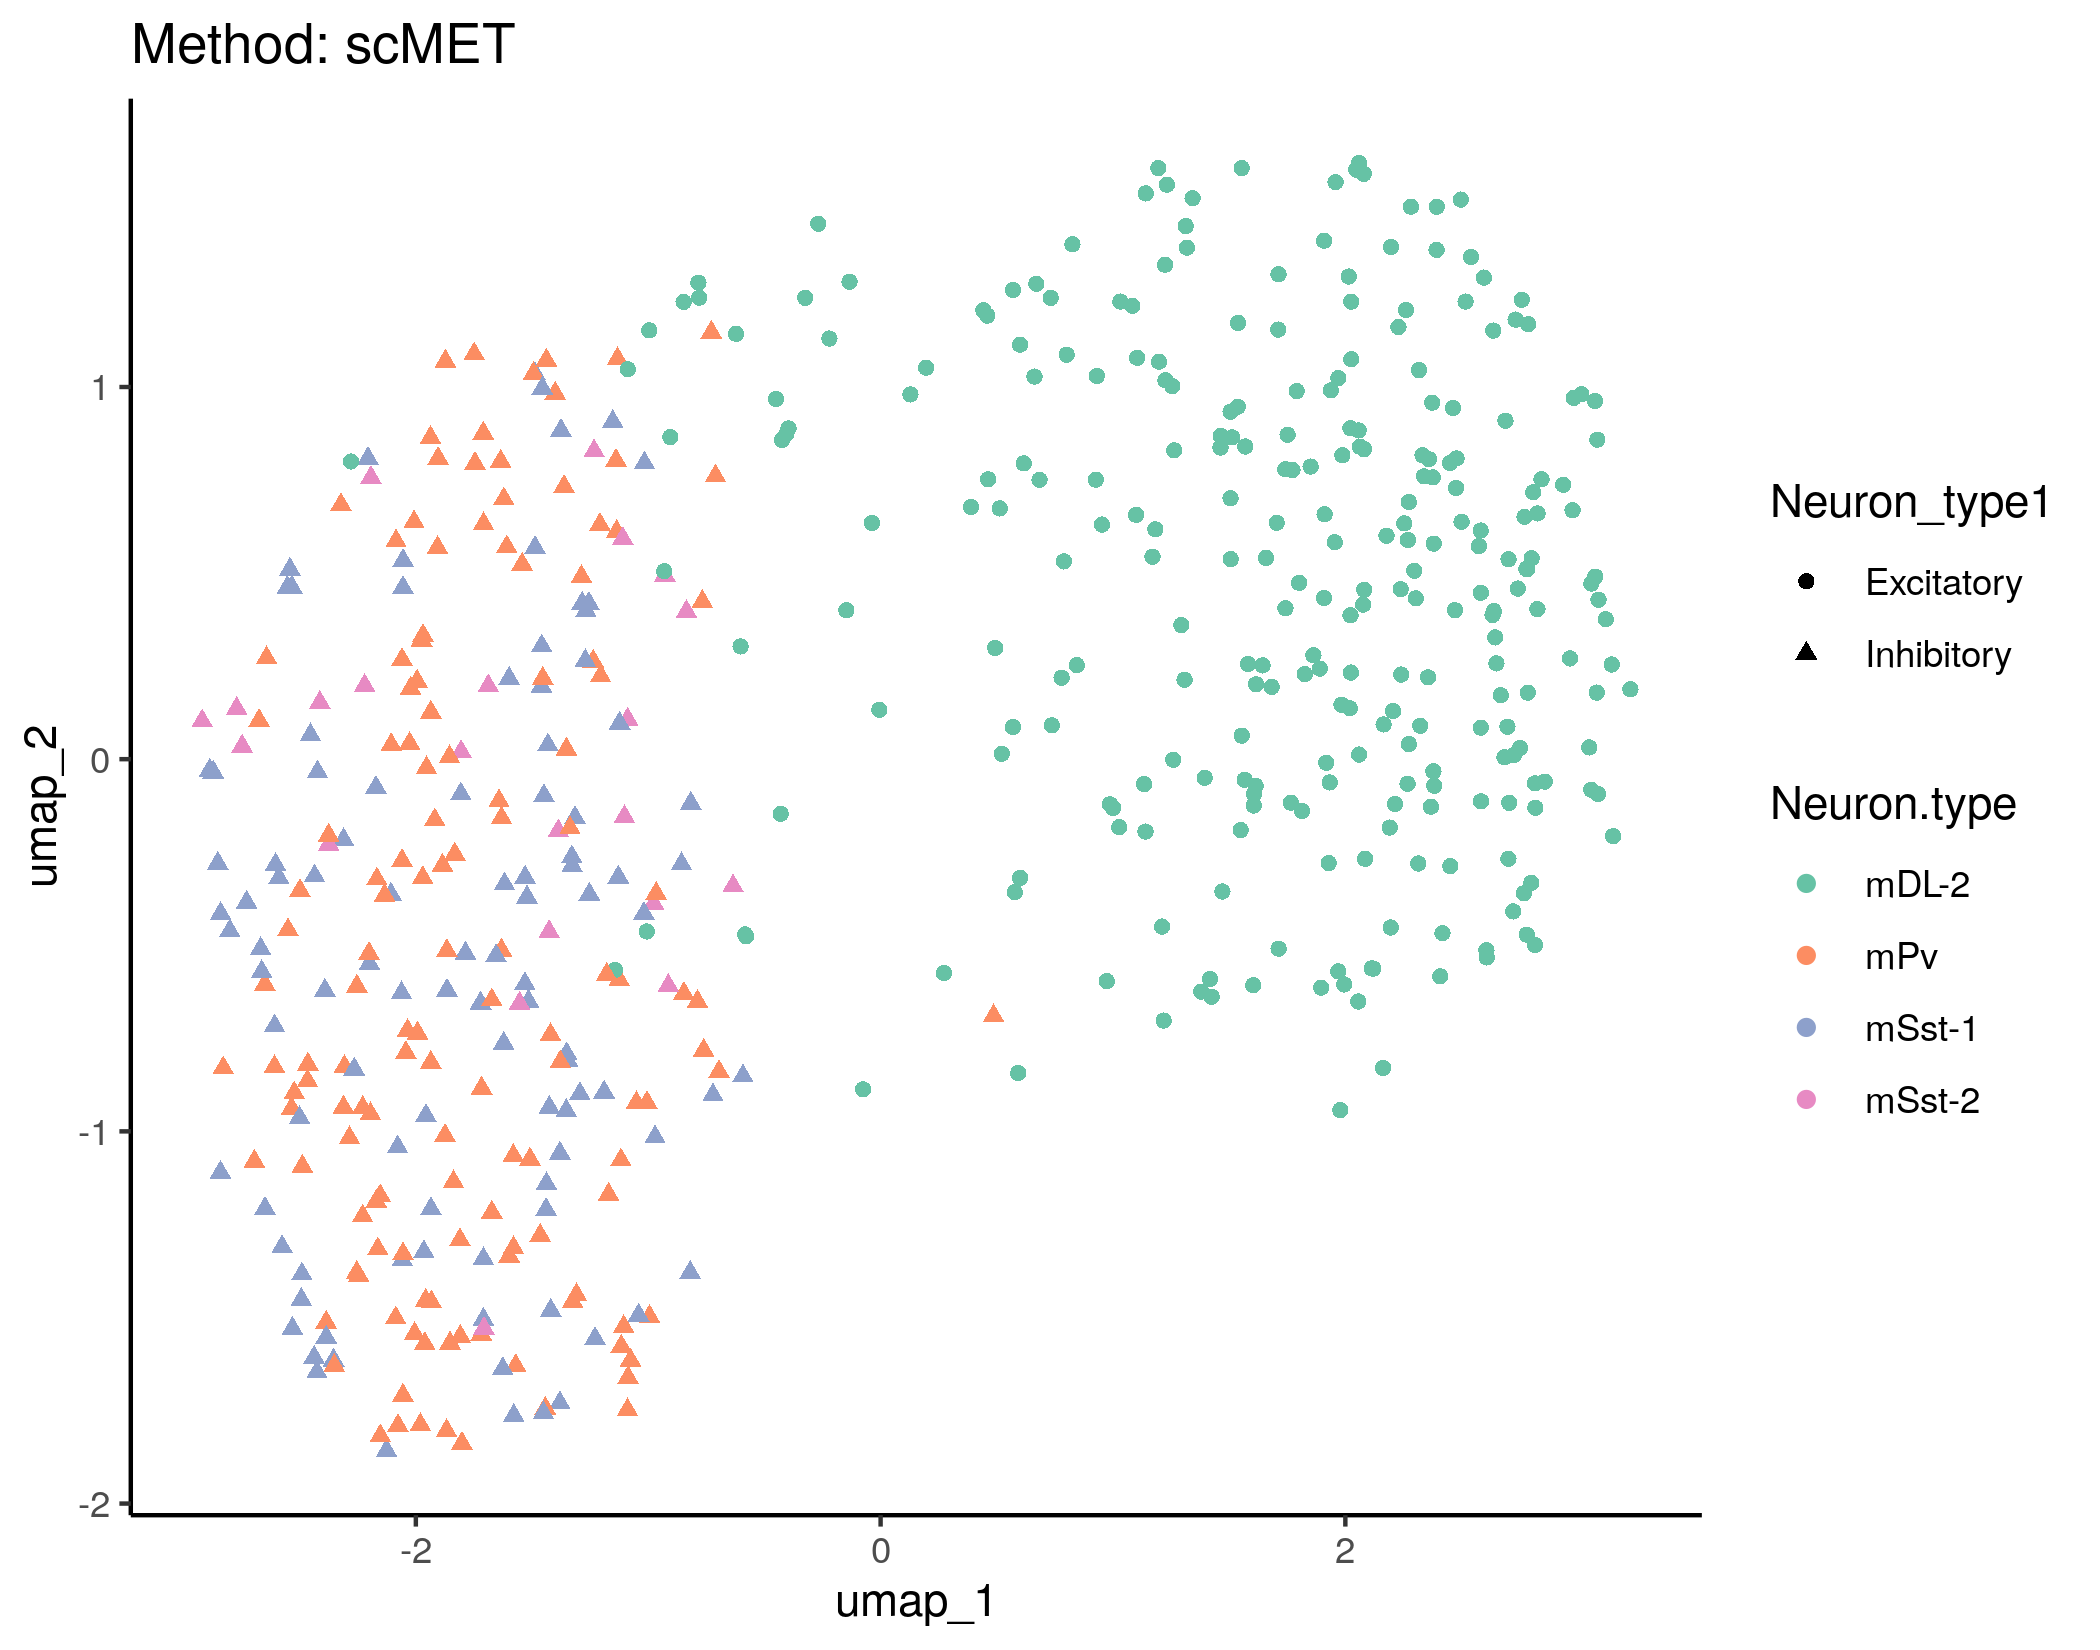 Method: scMET
umap_2
1
0
-1
-2
-2
0
2
umap_1
Neuron_type1
Excitatory
Inhibitory
Neuron.type
mDL-2
mPv
mSst-1
mSst-2